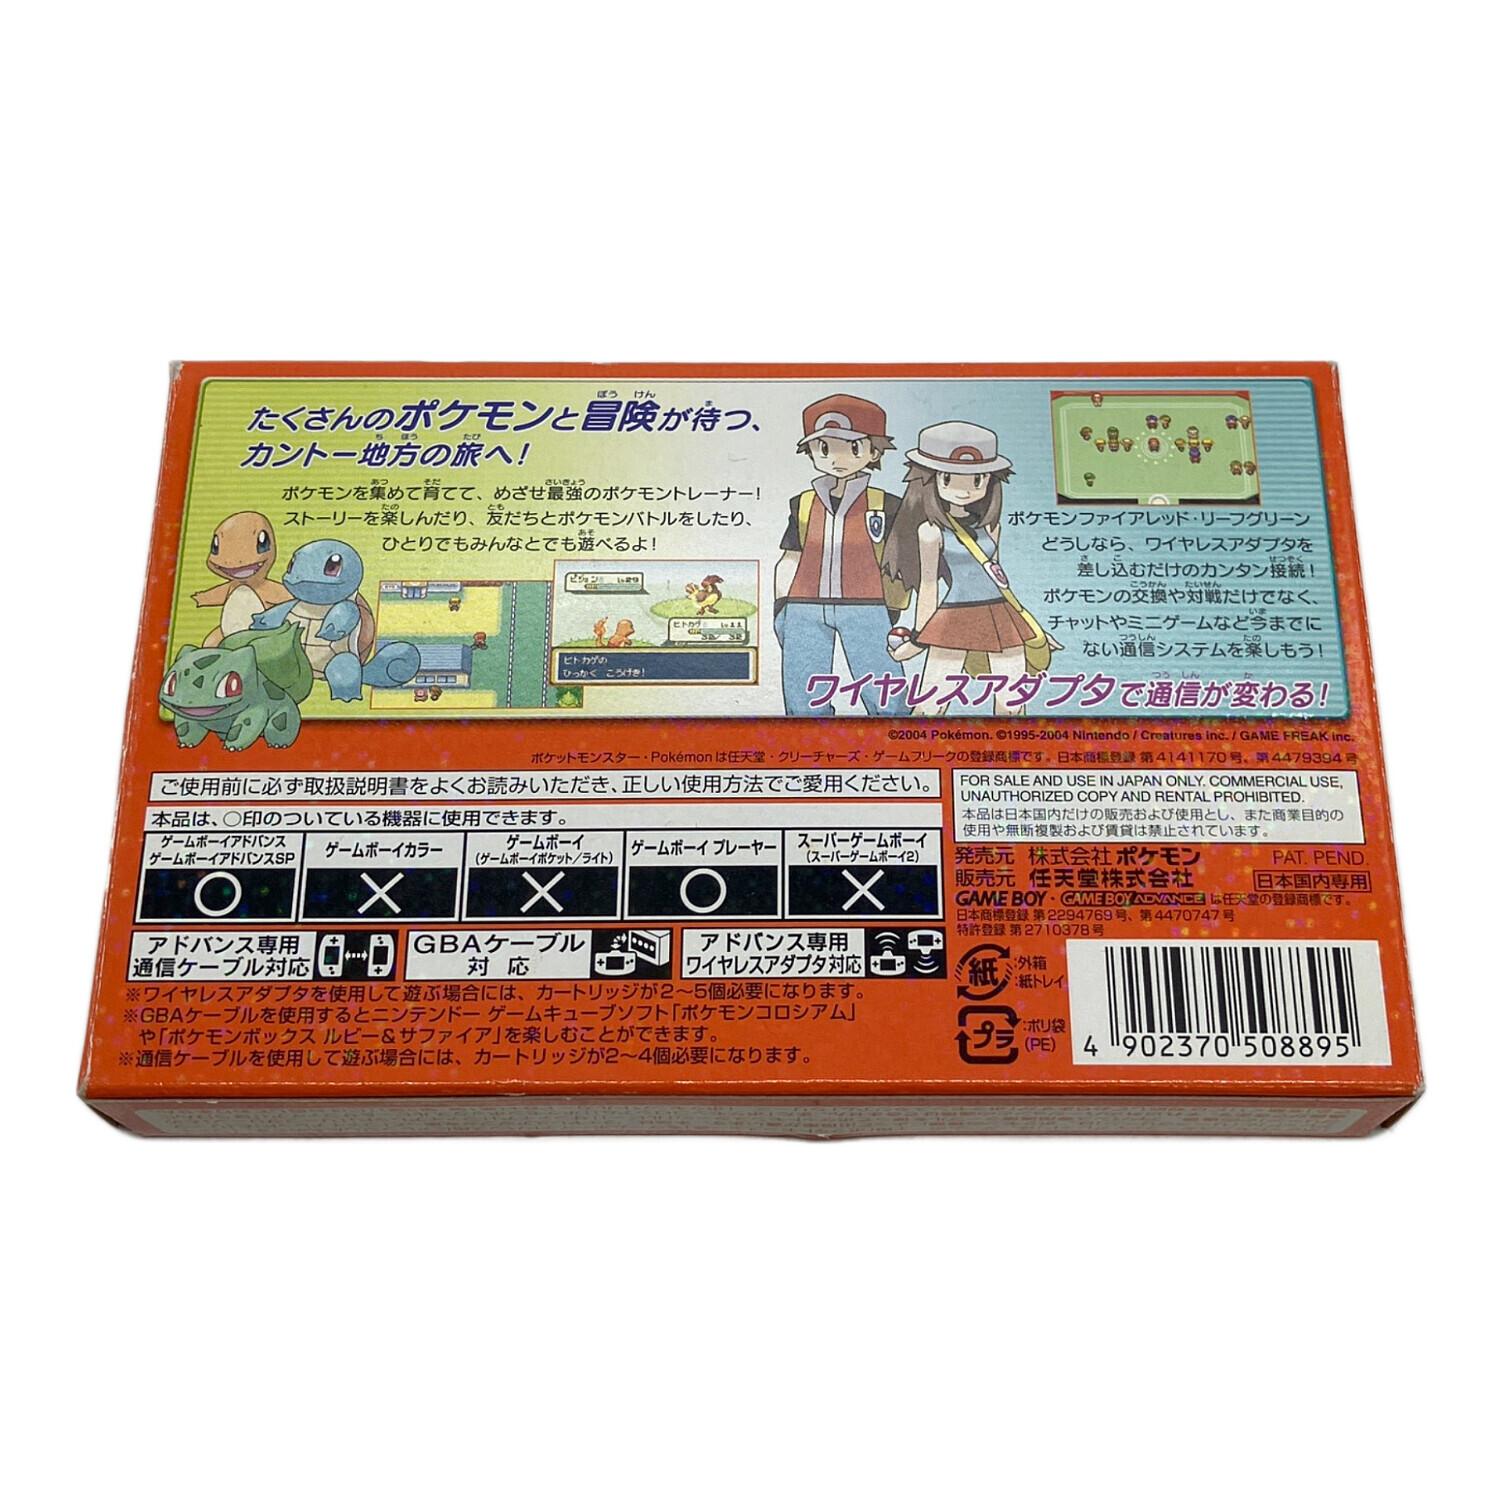 たくさんのポケモンと冒険が待つ、
カントー地方の旅へ!
ポケモンを集めて育てて、めざせ最強のポケモントレーナー!
ストーリーを楽しんだり、友だちとポケモンバトルをしたり、
ひとりでもみんなとでも遊べるよ!
ピジョン♂ Lv29
ヒトカゲ♂ Lv11
32/ 32
ヒトカゲの
ひっかく こうげき!
ポケモンファイアレッド・リーフグリーン
どうしなら、ワイヤレスアダプタを
差し込むだけのカンタン接続!
ポケモンの交換や対戦だけでなく、
チャットやミニゲームなど今までに
ない通信システムを楽しもう!
ワイヤレスアダプタで通信が変わる!
©2004 Pokémon. ©1995-2004 Nintendo / Creatures inc. / GAME FREAK inc.
ポケットモンスター・Pokémonは任天堂・クリーチャーズ・ゲームフリークの登録商標です。日本商標登録 第4141170号、第4479394号
ご使用前に必ず取扱説明書をよくお読みいただき、正しい使用方法でご愛用ください。
本品は、○印のついている機器に使用できます。
ゲームボーイアドバンス
ゲームボーイアドバンスSP
○
ゲームボーイカラー
×
ゲームボーイ
(ゲームボーイポケット/ライト)
×
ゲームボーイ プレーヤー
○
スーパーゲームボーイ
(スーパーゲームボーイ2)
×
アドバンス専用
通信ケーブル対応
GBAケーブル
対応
アドバンス専用
ワイヤレスアダプタ対応
※ワイヤレスアダプタを使用して遊ぶ場合には、カートリッジが2〜5個必要になります。
※GBAケーブルを使用するとニンテンドー ゲームキューブソフト「ポケモンコロシアム」
や「ポケモンボックス ルビー&サファイア」を楽しむことができます。
※通信ケーブルを使用して遊ぶ場合には、カートリッジが2〜4個必要になります。
FOR SALE AND USE IN JAPAN ONLY. COMMERCIAL USE,
UNAUTHORIZED COPY AND RENTAL PROHIBITED.
本品は日本国内だけの販売および使用とし、また商業目的の
使用や無断複製および賃貸は禁止されています。
発売元 株式会社 ポケモン PAT. PEND.
販売元 任天堂株式会社 日本国内専用
GAME BOY・GAME BOY ADVANCE は任天堂の登録商標です。
日本商標登録 第2294769号、第4470747号
特許登録 第2710378号
紙 :外箱
:紙トレイ
プラ :ポリ袋
(PE)
4 902370 508895